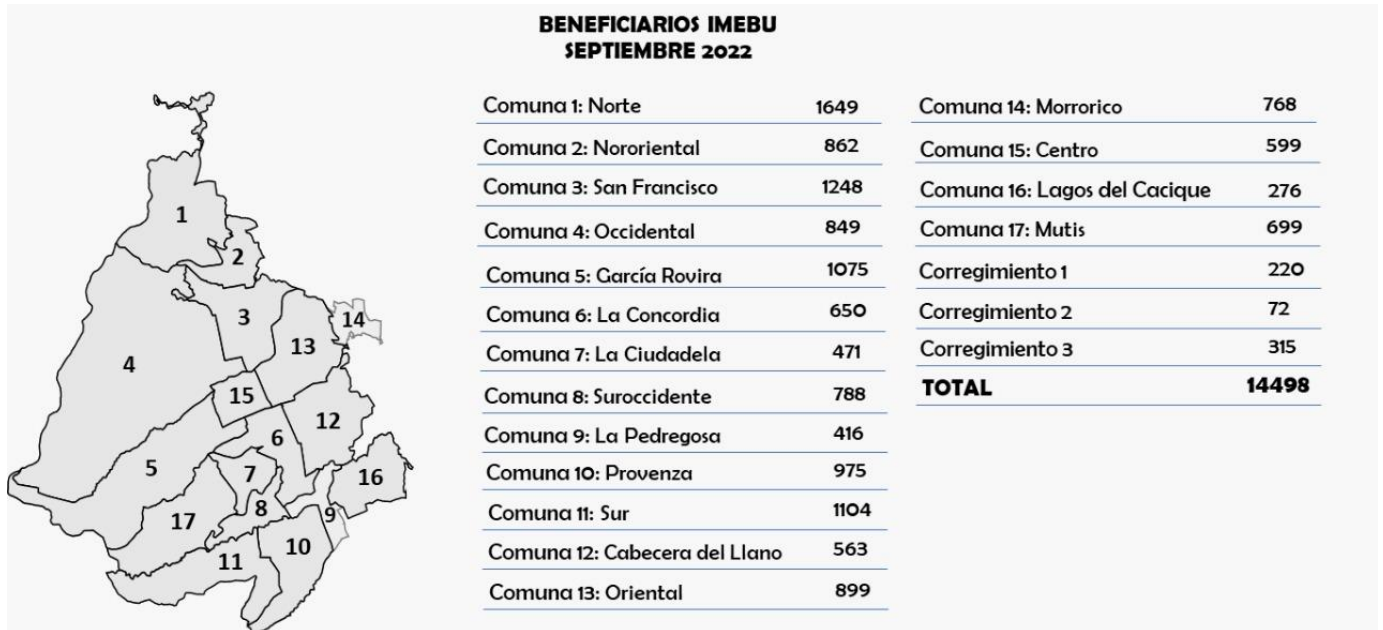 BENEFICIARIOS IMEBU
SEPTIEMBRE 2022
Comuna 1: Norte 1649
Comuna 2: Nororiental 862
Comuna 3: San Francisco 1248
Comuna 4: Occidental 849
Comuna 5: García Rovira 1075
Comuna 6: La Concordia 650
Comuna 7: La Ciudadela 471
Comuna 8: Suroccidente 788
Comuna 9: La Pedregosa 416
Comuna 10: Provenza 975
Comuna 11: Sur 1104
Comuna 12: Cabecera del Llano 563
Comuna 13: Oriental 899
Comuna 14: Morrorico 768
Comuna 15: Centro 599
Comuna 16: Lagos del Cacique 276
Comuna 17: Mutis 699
Corregimiento 1 220
Corregimiento 2 72
Corregimiento 3 315
TOTAL 14498
1
2
3
14
13
4
15
12
6
5
7
16
8
9
17
10
11